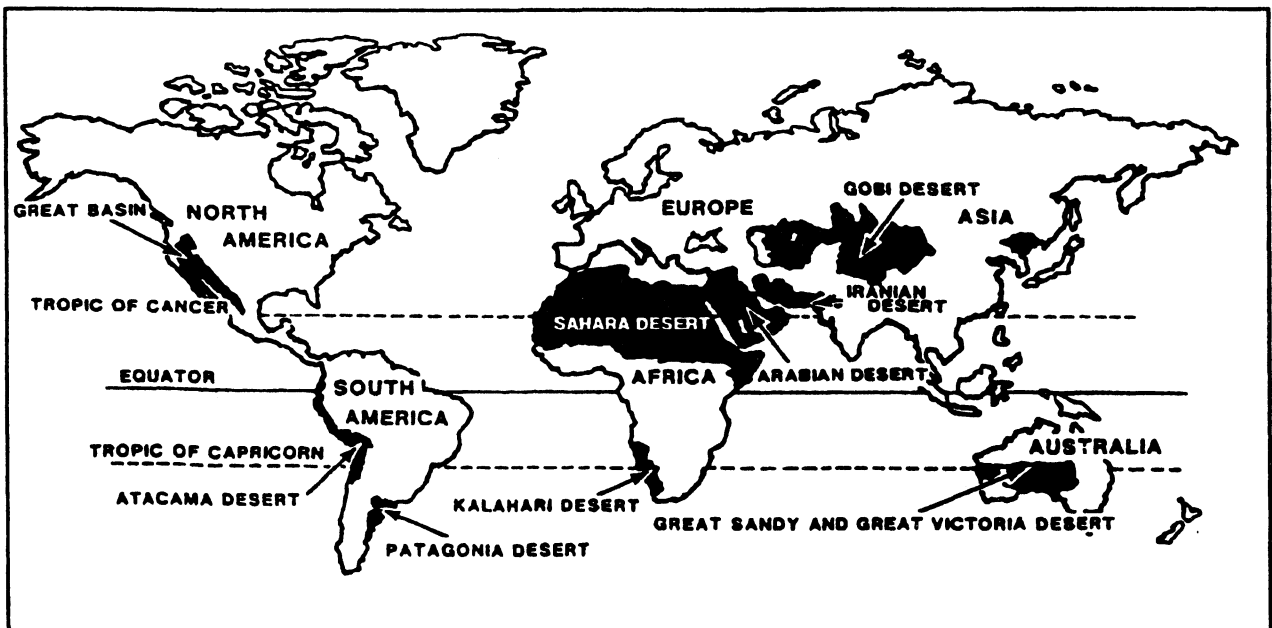 GOBI DESERT
GREAT BASIN
NORTH
AMERICA
EUROPE
ASIA
IRANIAN
DESERT
TROPIC OF CANCER
SAHARA DESERT
EQUATOR
SOUTH
AMERICA
AFRICA
ARABIAN DESERT
TROPIC OF CAPRICORN
AUSTRALIA
ATACAMA DESERT
KALAHARI DESERT
GREAT SANDY AND GREAT VICTORIA DESERT
PATAGONIA DESERT